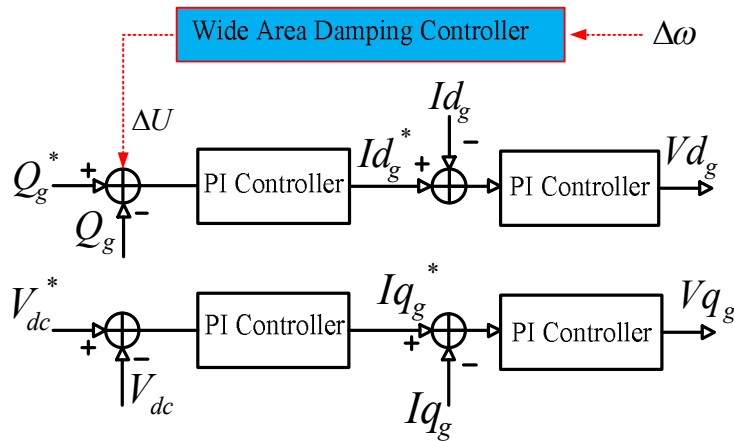 Wide Area Damping Controller
Δω
ΔU
Id_g
Q_g^*
+
PI Controller
Id_g^*
+
−
PI Controller
Vd_g
−
Q_g
V_dc^*
+
PI Controller
Iq_g^*
+
PI Controller
Vq_g
−
V_dc
−
Iq_g